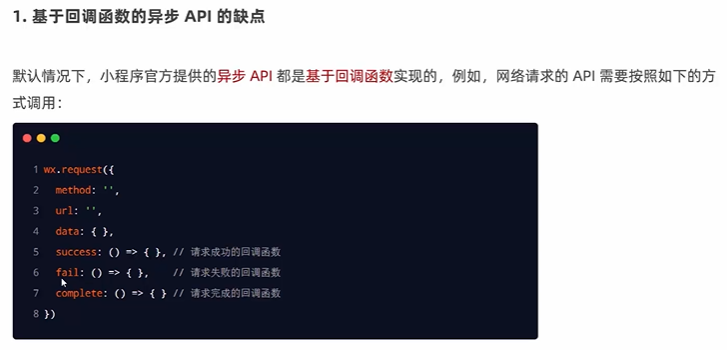 1. 基于回调函数的异步 API 的缺点
默认情况下，小程序官方提供的异步 API 都是基于回调函数实现的，例如，网络请求的 API 需要按照如下的方
式调用：
1 wx.request({
2   method: '',
3   url: '',
4   data: { },
5   success: () => { }, // 请求成功的回调函数
6   fail: () => { },    // 请求失败的回调函数
7   complete: () => { } // 请求完成的回调函数
8 })